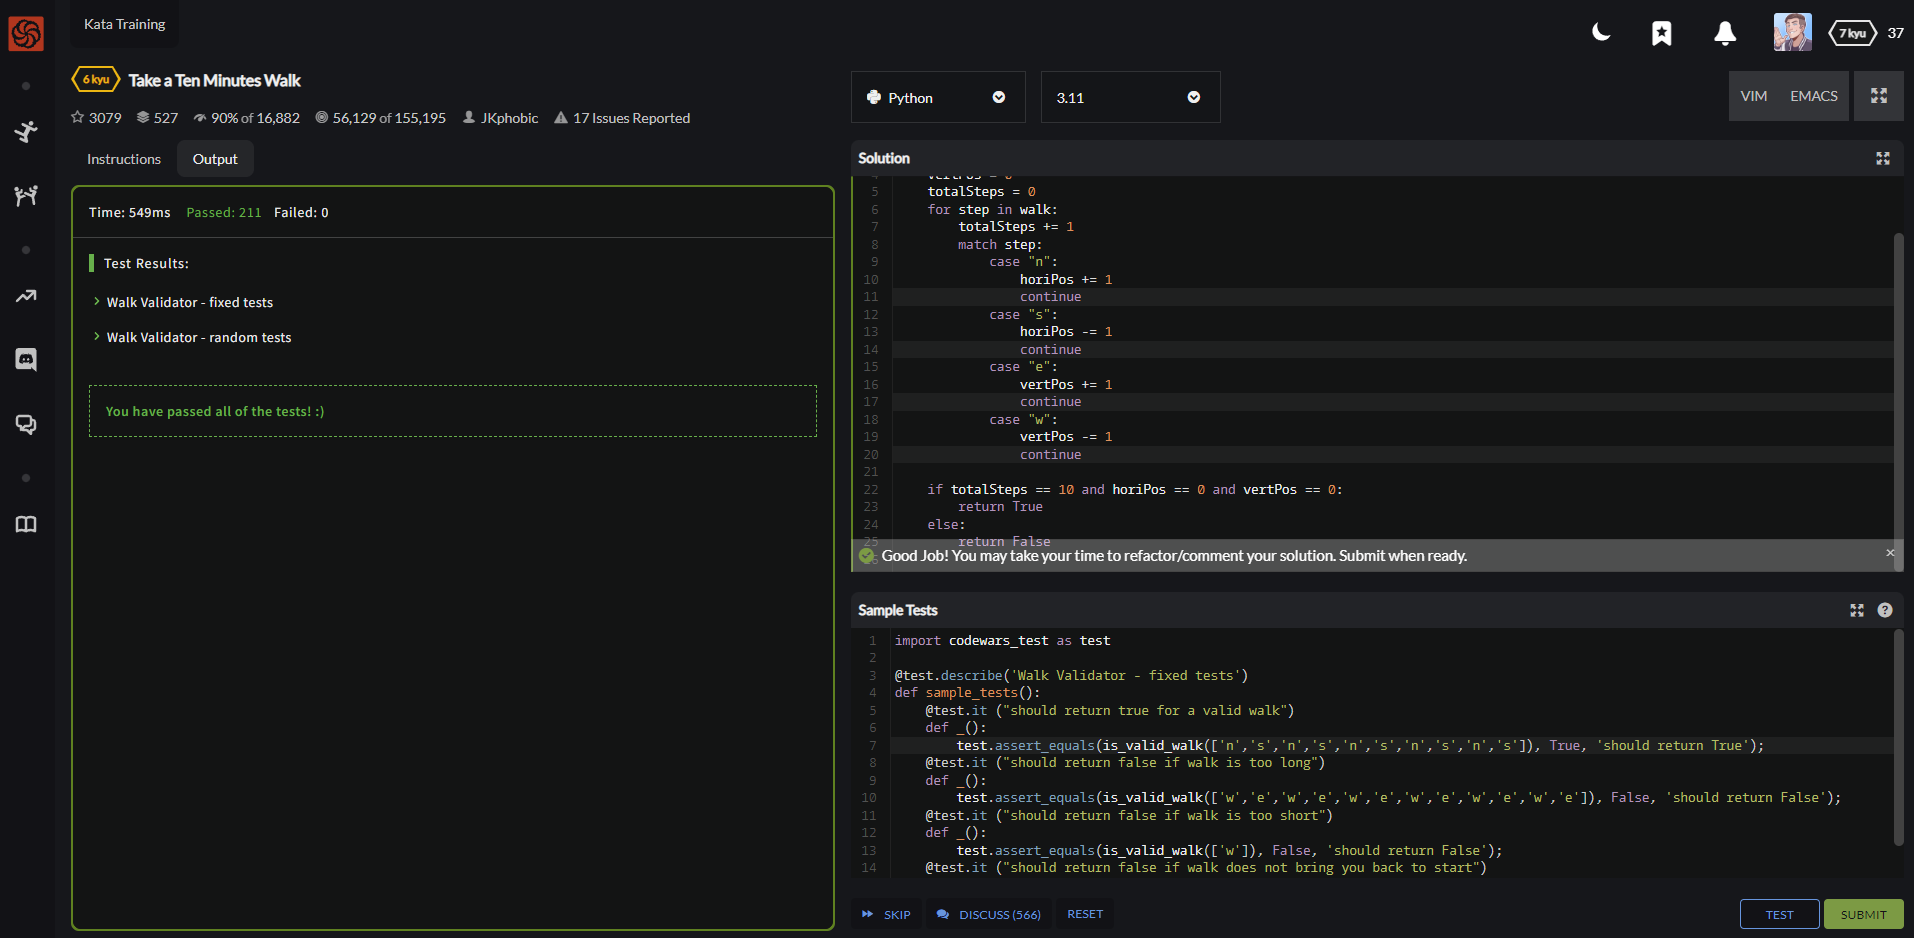 Kata Training
7 kyu 37
6 kyu Take a Ten Minutes Walk
3079 527 90% of 16,882 56,129 of 155,195 JKphobic 17 Issues Reported
Instructions Output
Time: 549ms Passed: 211 Failed: 0
Test Results:
Walk Validator - fixed tests
Walk Validator - random tests
You have passed all of the tests! :)
Python 3.11 VIM EMACS
Solution
4 vertPos = 0
5 totalSteps = 0
6 for step in walk:
7 totalSteps += 1
8 match step:
9 case "n":
10 horiPos += 1
11 continue
12 case "s":
13 horiPos -= 1
14 continue
15 case "e":
16 vertPos += 1
17 continue
18 case "w":
19 vertPos -= 1
20 continue
21
22 if totalSteps == 10 and horiPos == 0 and vertPos == 0:
23 return True
24 else:
25 return False
Good Job! You may take your time to refactor/comment your solution. Submit when ready.
Sample Tests
1 import codewars_test as test
2
3 @test.describe('Walk Validator - fixed tests')
4 def sample_tests():
5 @test.it ("should return true for a valid walk")
6 def _():
7 test.assert_equals(is_valid_walk(['n','s','n','s','n','s','n','s','n','s']), True, 'should return True');
8 @test.it ("should return false if walk is too long")
9 def _():
10 test.assert_equals(is_valid_walk(['w','e','w','e','w','e','w','e','w','e','w','e']), False, 'should return False');
11 @test.it ("should return false if walk is too short")
12 def _():
13 test.assert_equals(is_valid_walk(['w']), False, 'should return False');
14 @test.it ("should return false if walk does not bring you back to start")
SKIP DISCUSS (566) RESET TEST SUBMIT